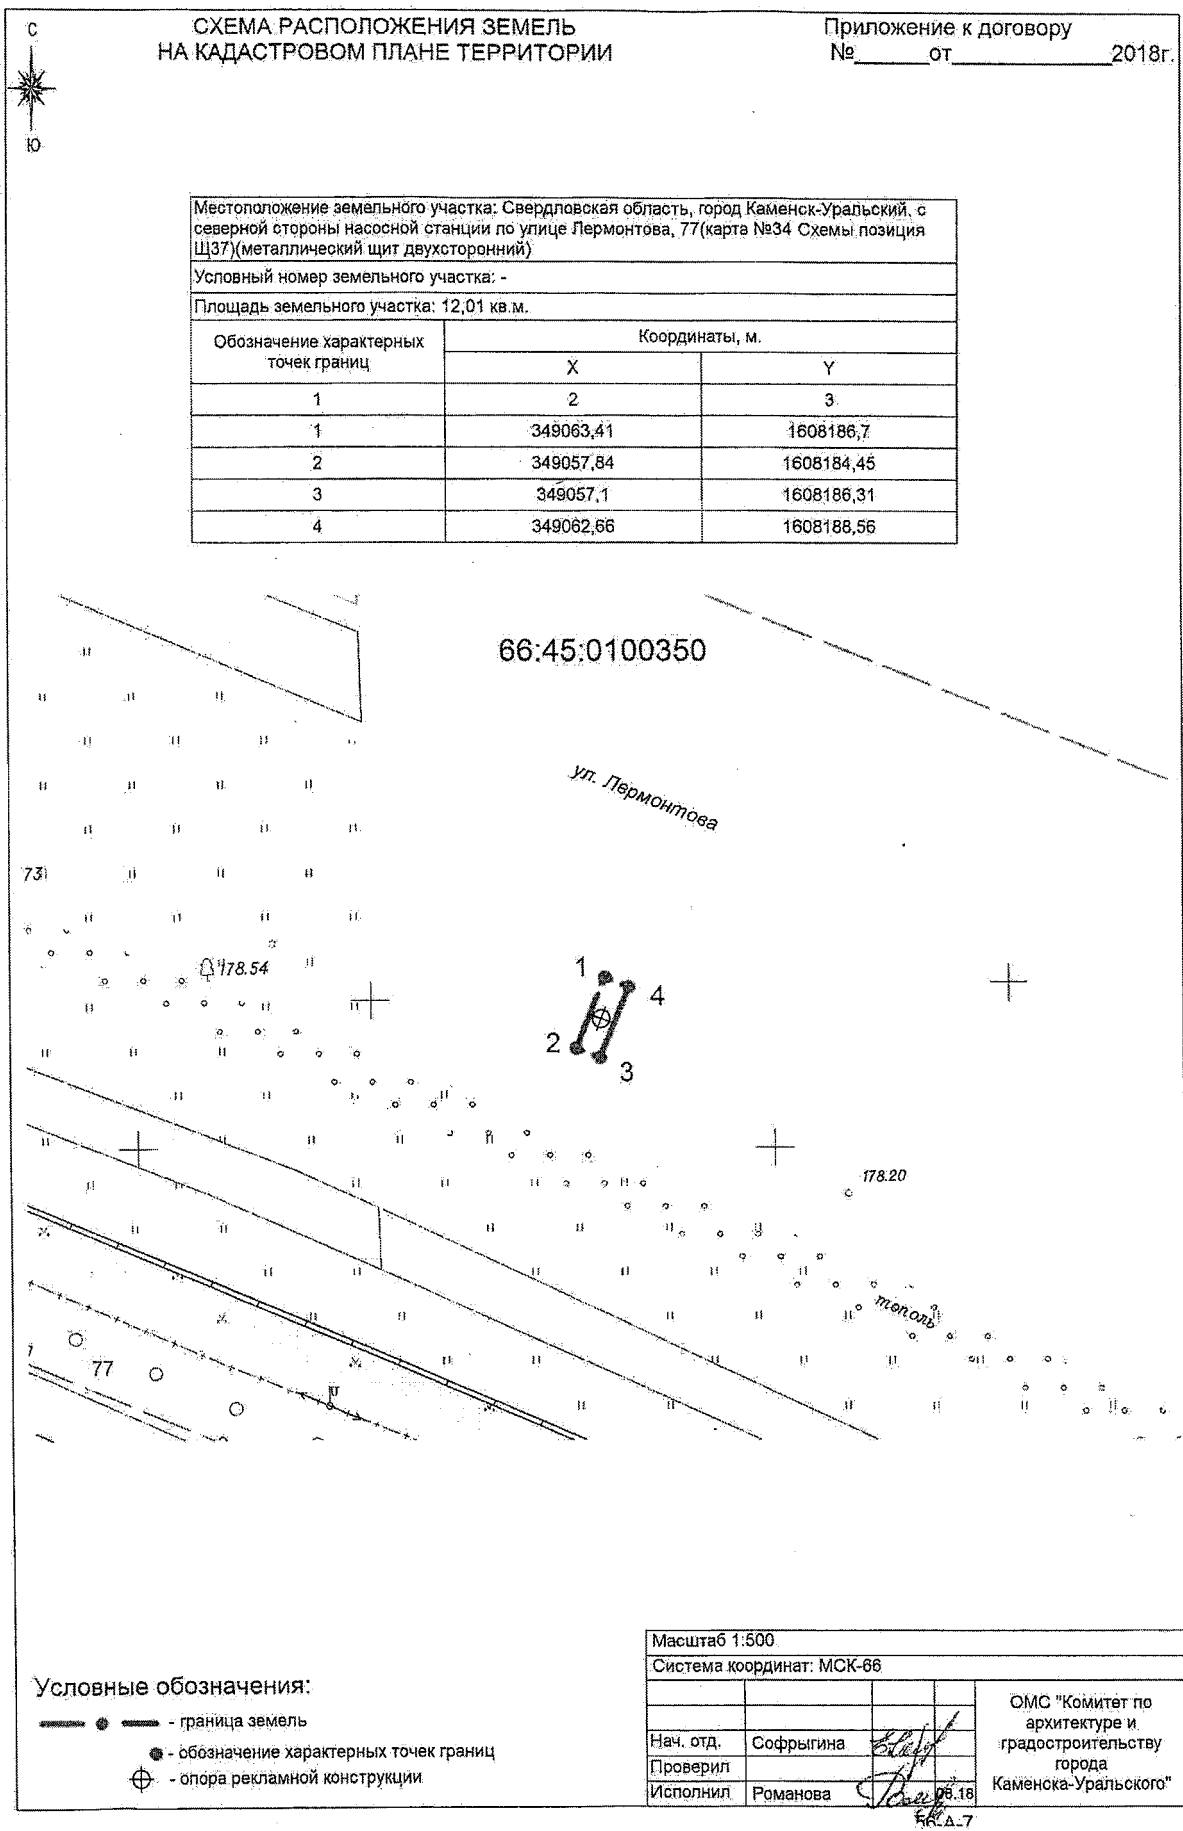 С
Ю
СХЕМА РАСПОЛОЖЕНИЯ ЗЕМЕЛЬ
НА КАДАСТРОВОМ ПЛАНЕ ТЕРРИТОРИИ
Приложение к договору
№______от______________2018г.
Местоположение земельного участка: Свердловская область, город Каменск-Уральский, с
северной стороны насосной станции по улице Лермонтова, 77(карта №34 Схемы позиция
Щ37)(металлический щит двухсторонний)
Условный номер земельного участка: -
Площадь земельного участка: 12,01 кв.м.
Обозначение характерных
точек границ
Координаты, м.
X Y
1 2 3
1 349063,41 1608186,7
2 349057,84 1608184,45
3 349057,1 1608186,31
4 349062,66 1608188,56
66:45:0100350
ул. Лермонтова
73
178.54
1
4
2
3
178.20
тополь
77
Условные обозначения:
- граница земель
- обозначение характерных точек границ
- опора рекламной конструкции
Масштаб 1:500
Система координат: МСК-66
Нач. отд. Софрыгина
Проверил
Исполнил Романова 06.18
ОМС "Комитет по
архитектуре и
градостроительству
города
Каменска-Уральского"
56-А-7